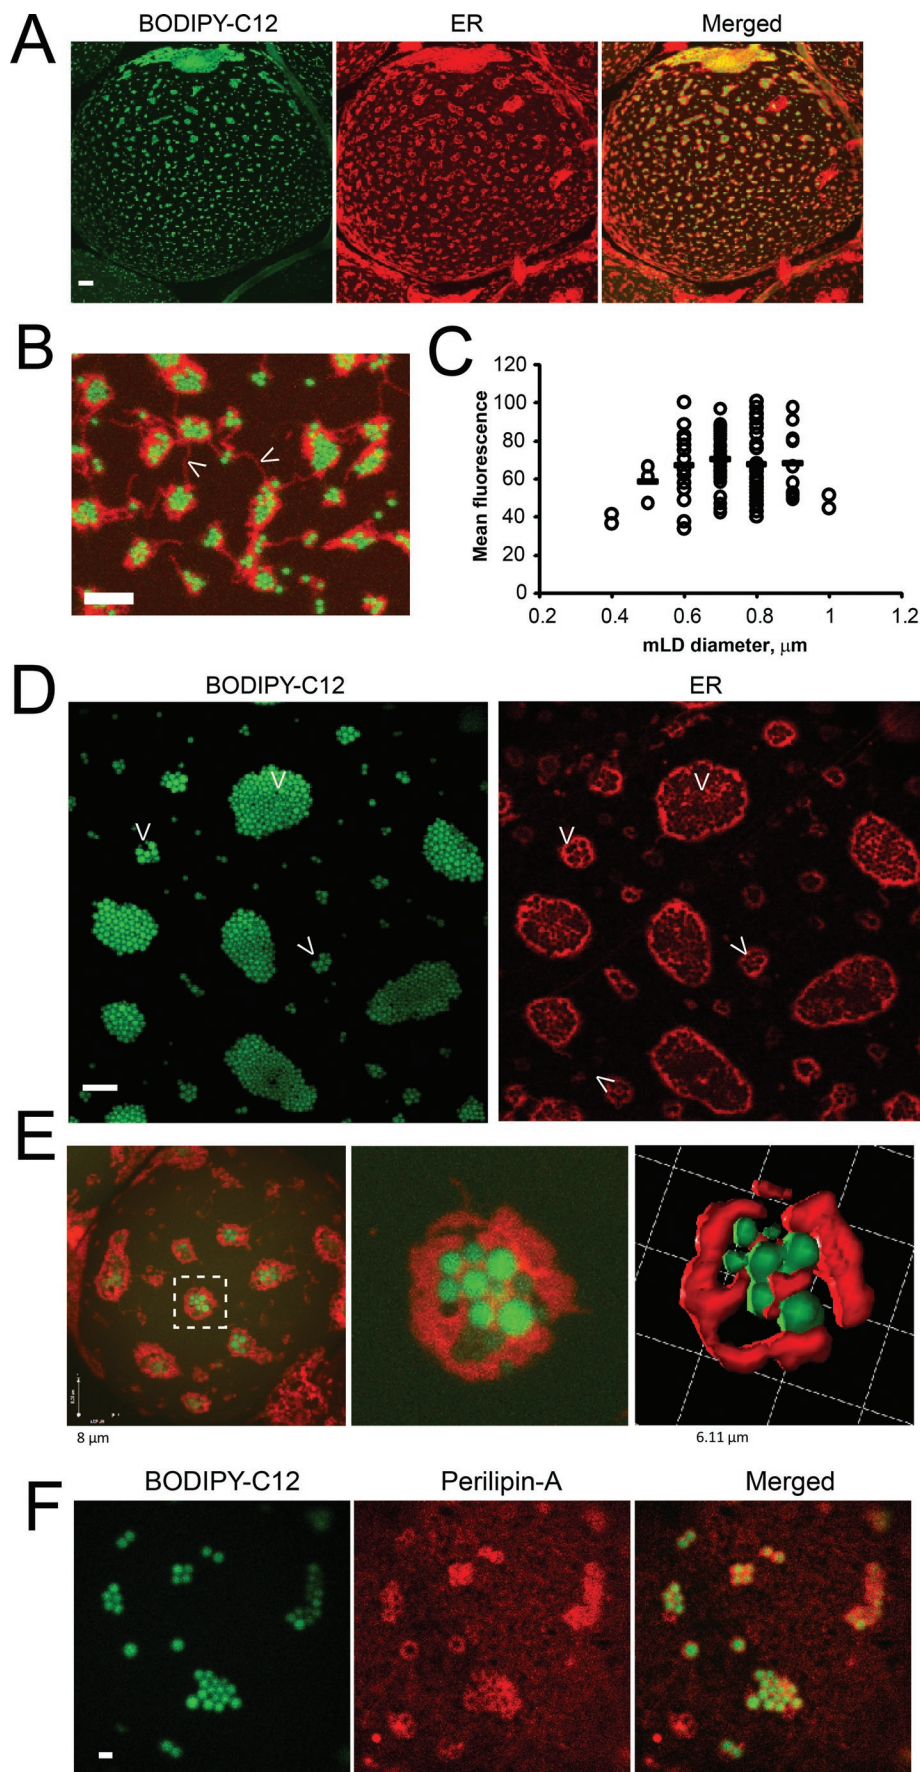 A
BODIPY-C12 ER Merged
B
C
120
100
80
60
40
20
0
Mean fluorescence
0.2 0.4 0.6 0.8 1 1.2
mLD diameter, μm
D
BODIPY-C12 ER
E
8 μm
6.11 μm
F
BODIPY-C12 Perilipin-A Merged